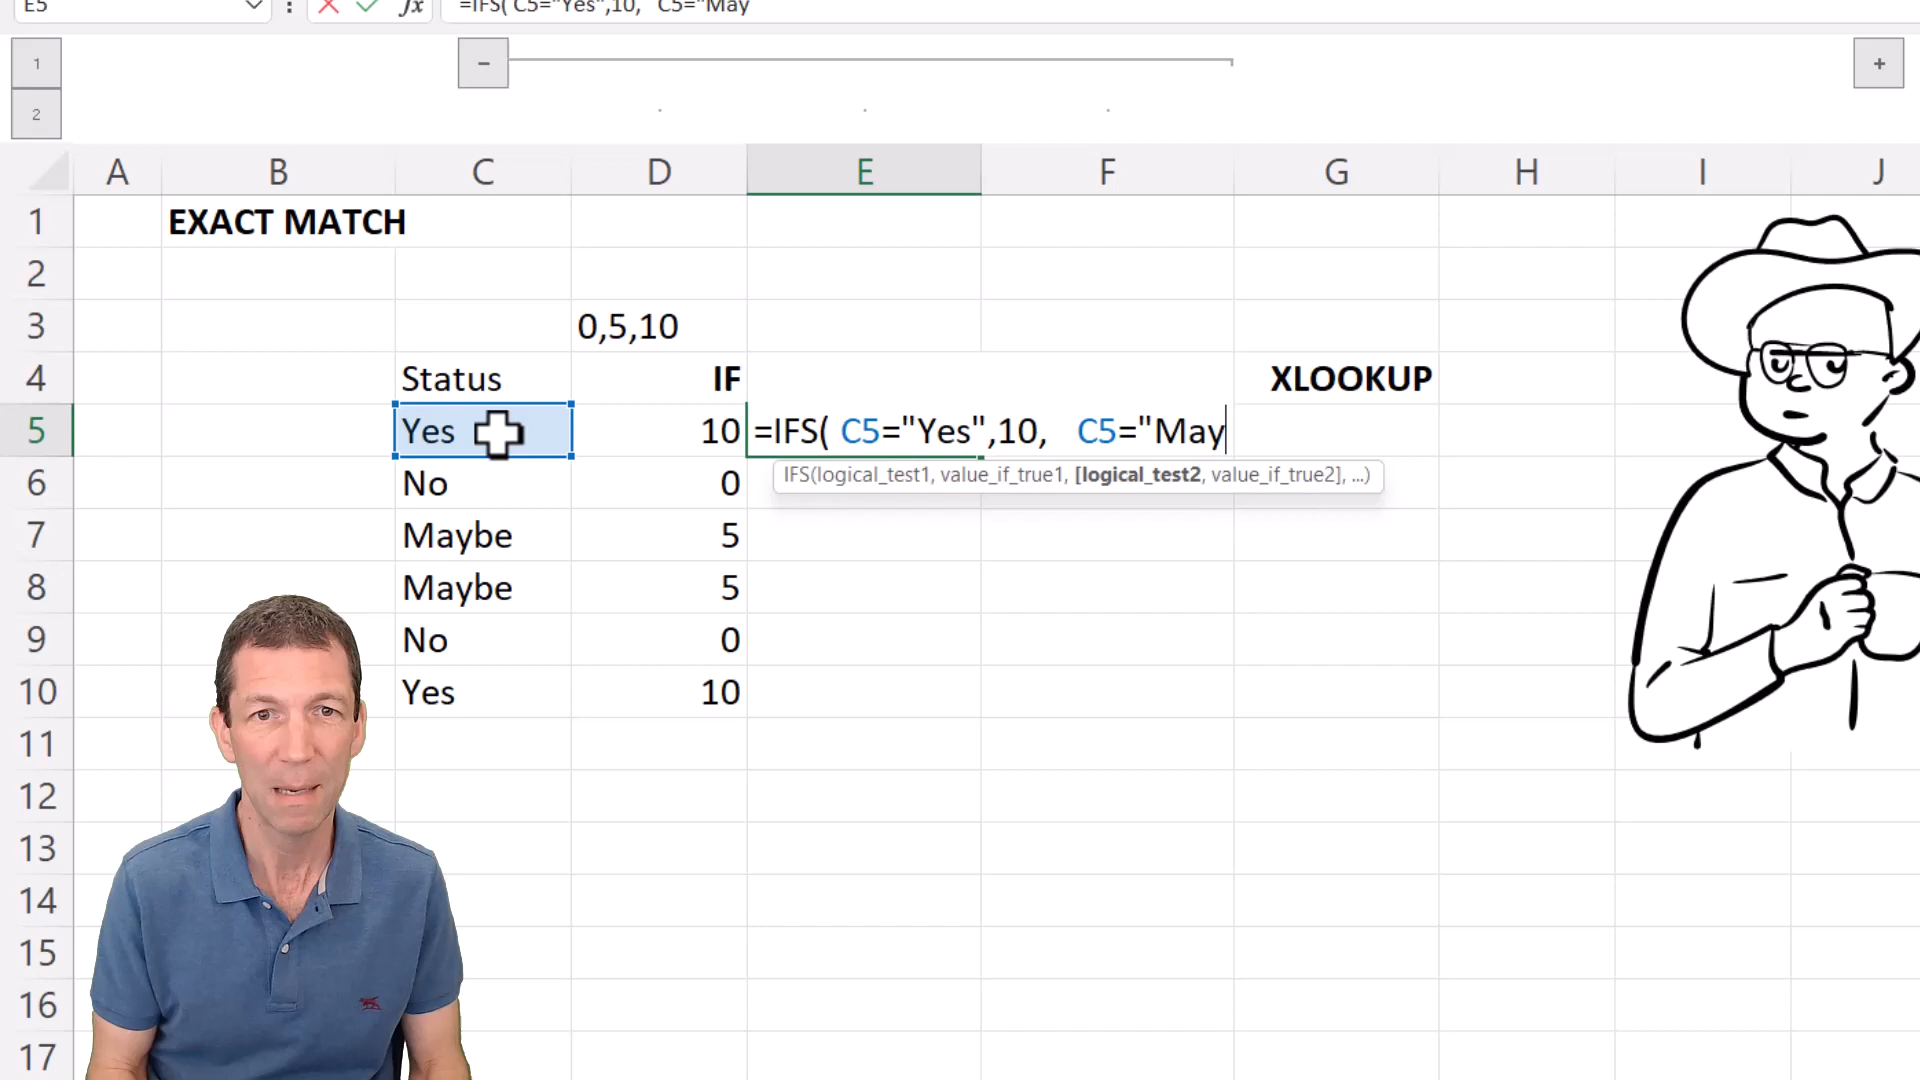 E5 fx =IFS( C5="Yes",10, C5="May
1
2
A B C D E F G H I J
1 EXACT MATCH
2
3 0,5,10
4 Status IF XLOOKUP
5 Yes 10 =IFS( C5="Yes",10, C5="May
IFS(logical_test1, value_if_true1, [logical_test2, value_if_true2], ...)
6 No 0
7 Maybe 5
8 Maybe 5
9 No 0
10 Yes 10
11
12
13
14
15
16
17